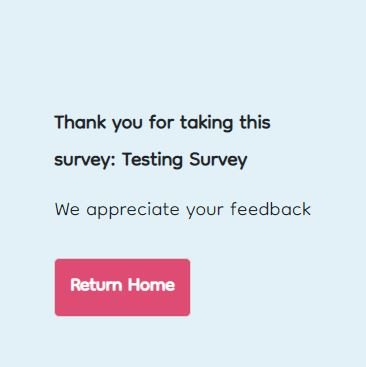 Thank you for taking this
survey: Testing Survey
We appreciate your feedback
Return Home